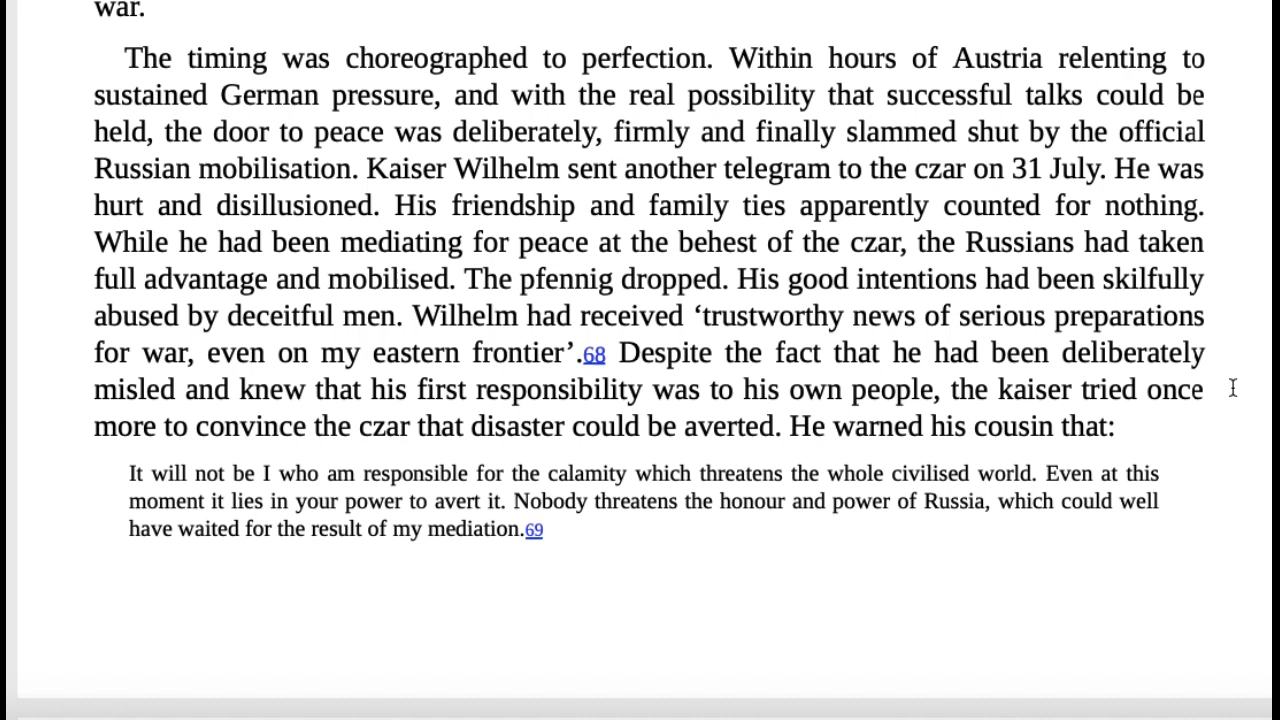 war.
The timing was choreographed to perfection. Within hours of Austria relenting to
sustained German pressure, and with the real possibility that successful talks could be
held, the door to peace was deliberately, firmly and finally slammed shut by the official
Russian mobilisation. Kaiser Wilhelm sent another telegram to the czar on 31 July. He was
hurt and disillusioned. His friendship and family ties apparently counted for nothing.
While he had been mediating for peace at the behest of the czar, the Russians had taken
full advantage and mobilised. The pfennig dropped. His good intentions had been skilfully
abused by deceitful men. Wilhelm had received ‘trustworthy news of serious preparations
for war, even on my eastern frontier’.68 Despite the fact that he had been deliberately
misled and knew that his first responsibility was to his own people, the kaiser tried once
more to convince the czar that disaster could be averted. He warned his cousin that:
It will not be I who am responsible for the calamity which threatens the whole civilised world. Even at this
moment it lies in your power to avert it. Nobody threatens the honour and power of Russia, which could well
have waited for the result of my mediation.69